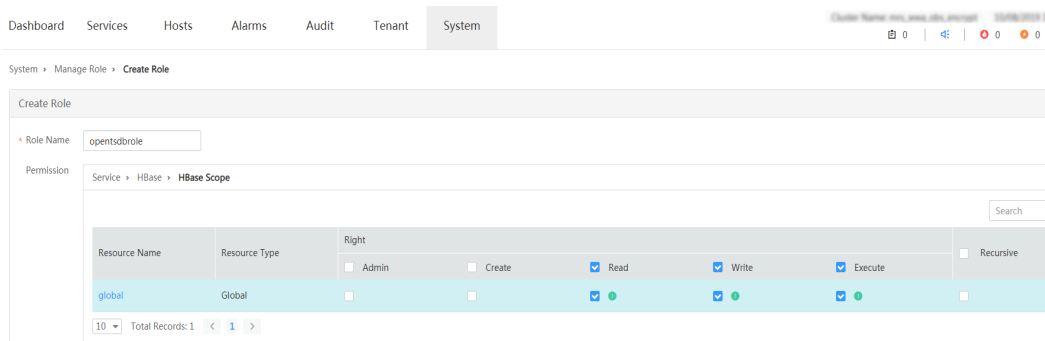 Dashboard Services Hosts Alarms Audit Tenant System
0 0 0
System > Manage Role > Create Role
Create Role
* Role Name opentsdbrole
Permission
Service > HBase > HBase Scope
Search
Resource Name Resource Type Right Recursive
Admin Create Read Write Execute
global Global
10 Total Records: 1 < 1 >